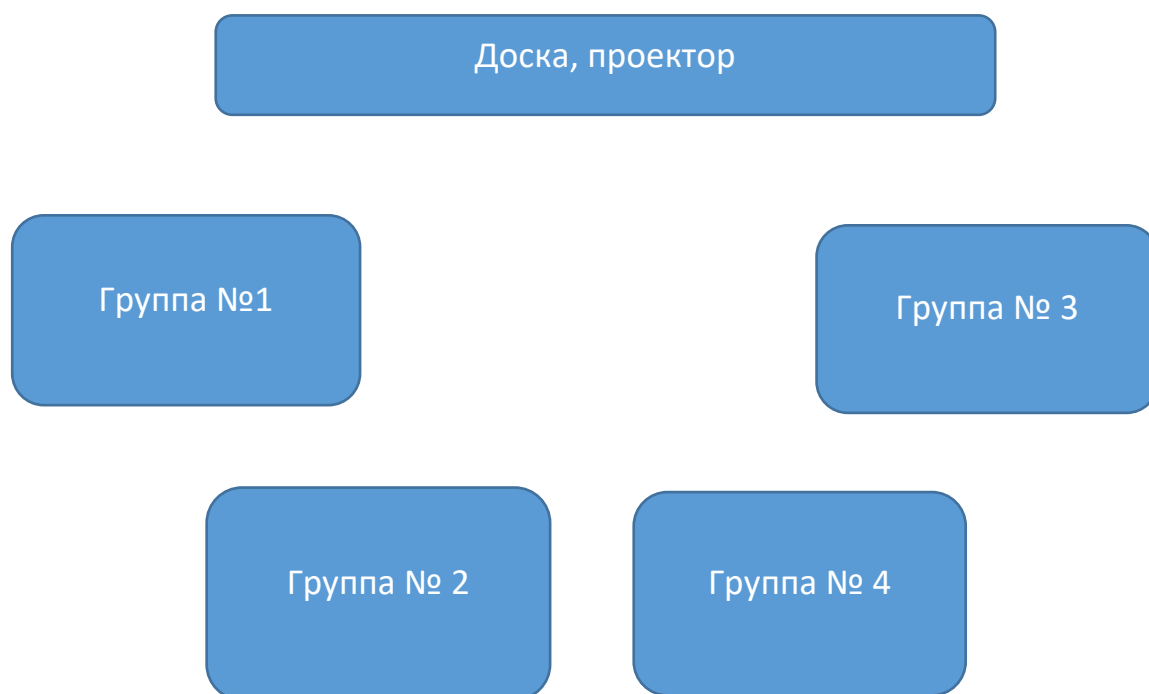 Доска, проектор
Группа №1
Группа № 3
Группа № 2
Группа № 4